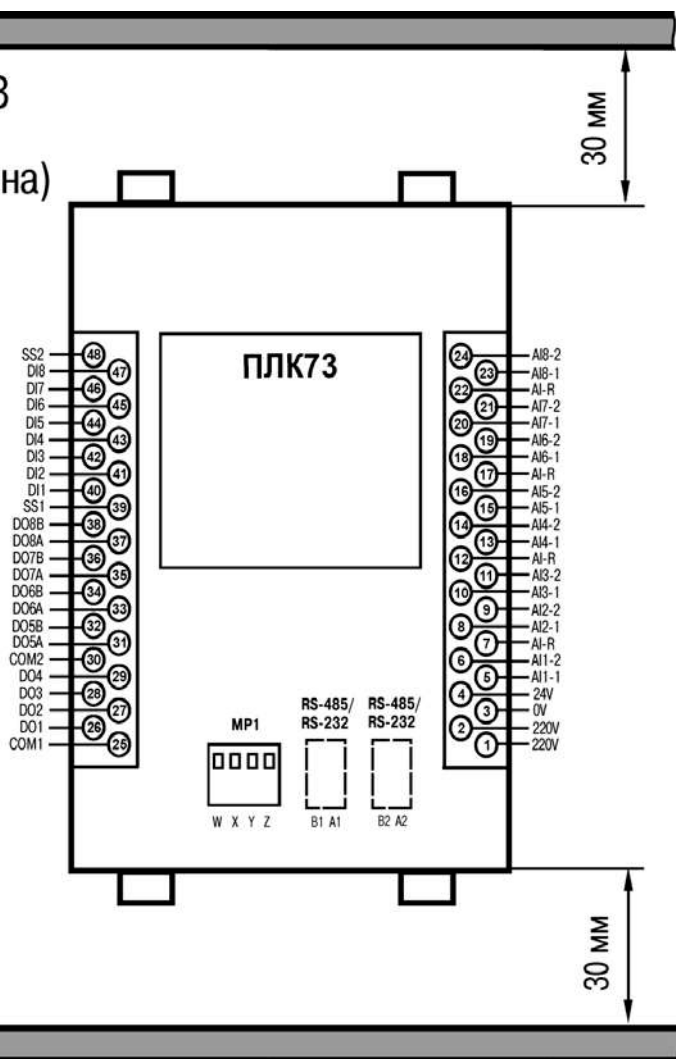 3
на)
30 мм
ПЛК73
SS2 48
DI8 47
DI7 46
DI6 45
DI5 44
DI4 43
DI3 42
DI2 41
DI1 40
SS1 39
DO8B 38
DO8A 37
DO7B 36
DO7A 35
DO6B 34
DO6A 33
DO5B 32
DO5A 31
COM2 30
DO4 29
DO3 28
DO2 27
DO1 26
COM1 25
24 AI8-2
23 AI8-1
22 AI-R
21 AI7-2
20 AI7-1
19 AI6-2
18 AI6-1
17 AI-R
16 AI5-2
15 AI5-1
14 AI4-2
13 AI4-1
12 AI-R
11 AI3-2
10 AI3-1
9 AI2-2
8 AI2-1
7 AI-R
6 AI1-2
5 AI1-1
4 24V
3 0V
2 220V
1 220V
MP1
W X Y Z
RS-485/
RS-232
B1 A1
RS-485/
RS-232
B2 A2
30 мм